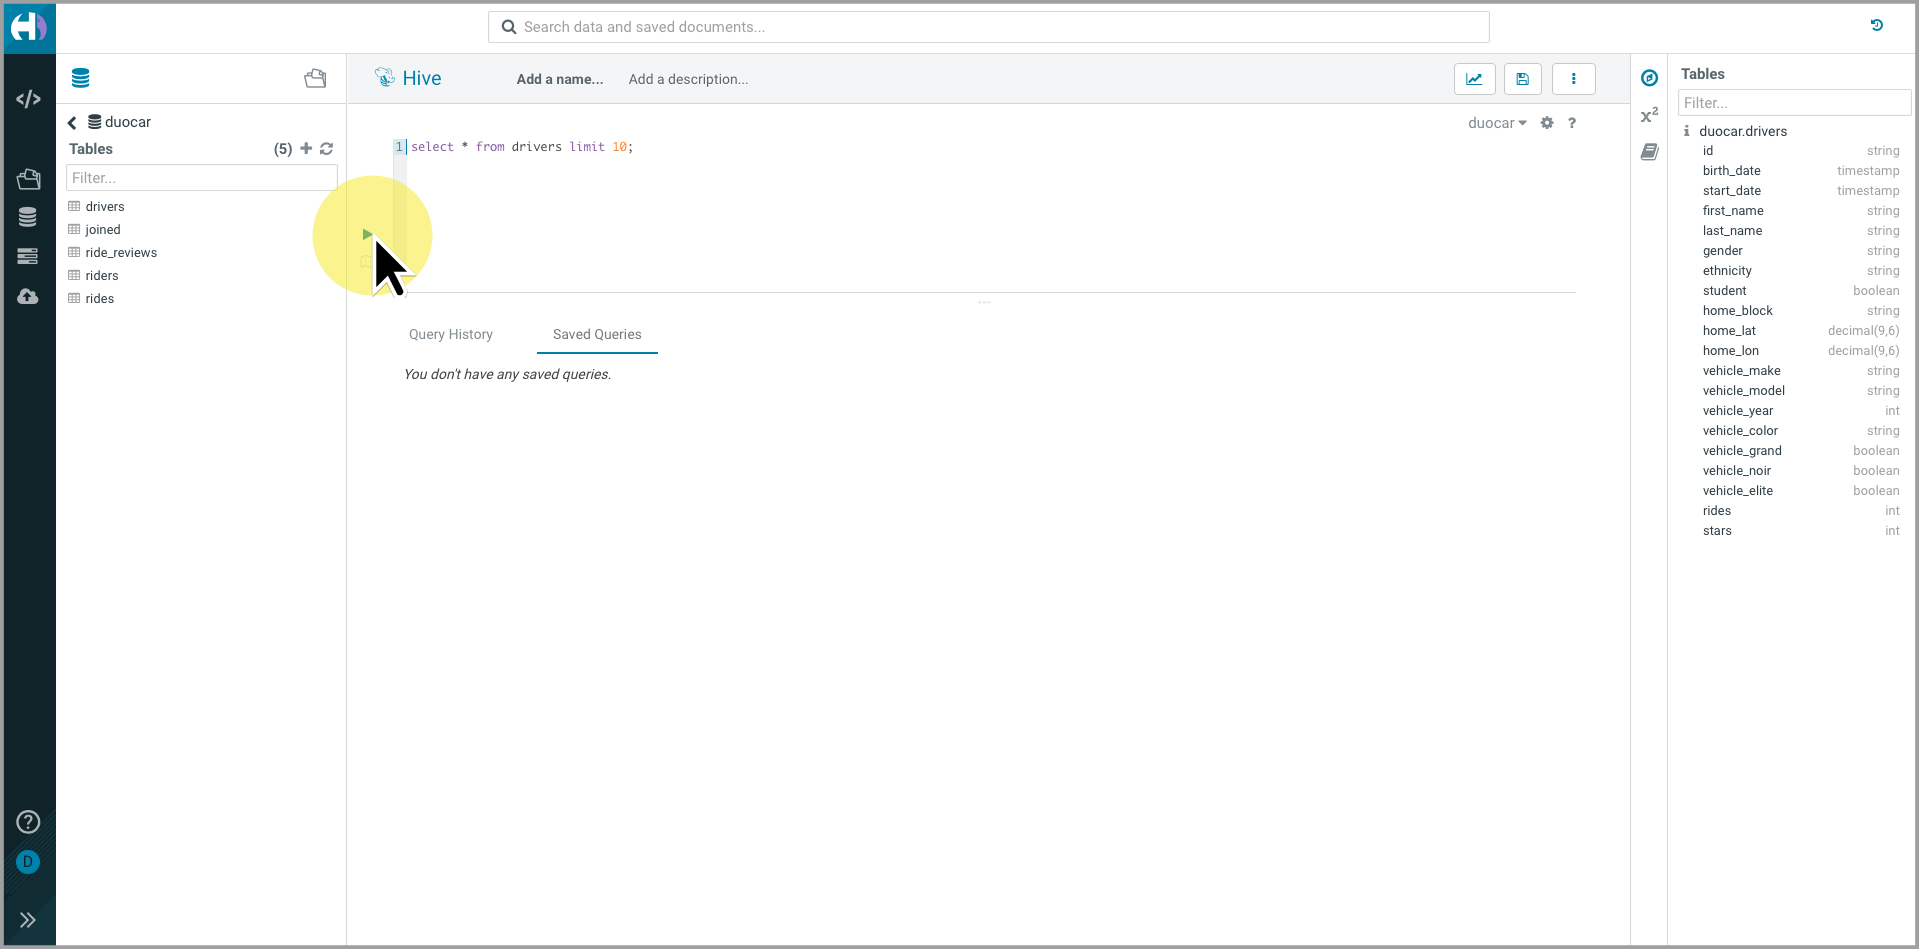 Search data and saved documents...
Hive
Add a name...
Add a description...
duocar
Tables
(5)
Filter...
drivers
joined
ride_reviews
riders
rides
duocar
?
1
select * from drivers limit 10;
Query History
Saved Queries
You don't have any saved queries.
x²
Tables
Filter...
i duocar.drivers
id string
birth_date timestamp
start_date timestamp
first_name string
last_name string
gender string
ethnicity string
student boolean
home_block string
home_lat decimal(9,6)
home_lon decimal(9,6)
vehicle_make string
vehicle_model string
vehicle_year int
vehicle_color string
vehicle_grand boolean
vehicle_noir boolean
vehicle_elite boolean
rides int
stars int
D